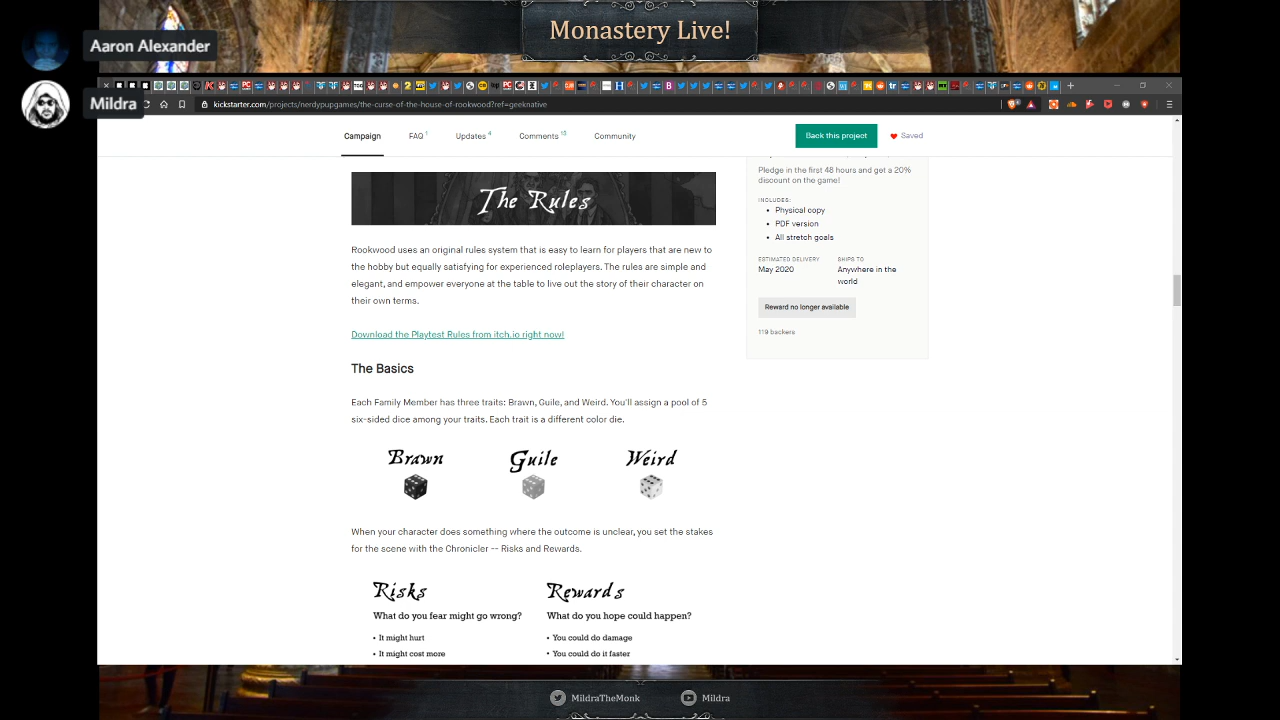 Monastery Live!
Aaron Alexander
Mildra
kickstarter.com/projects/nerdypupgames/the-curse-of-the-house-of-rookwood?ref=geeknative
Campaign FAQ 1 Updates 4 Comments 13 Community
Back this project
Saved
Pledge in the first 48 hours and get a 20%
discount on the game!
INCLUDES:
• Physical copy
• PDF version
• All stretch goals
ESTIMATED DELIVERY SHIPS TO
May 2020 Anywhere in the
world
Reward no longer available
119 backers
The Rules
Rookwood uses an original rules system that is easy to learn for players that are new to
the hobby but equally satisfying for experienced roleplayers. The rules are simple and
elegant, and empower everyone at the table to live out the story of their character on
their own terms.
Download the Playtest Rules from itch.io right now!
The Basics
Each Family Member has three traits: Brawn, Guile, and Weird. You'll assign a pool of 5
six-sided dice among your traits. Each trait is a different color die.
Brawn Guile Weird
When your character does something where the outcome is unclear, you set the stakes
for the scene with the Chronicler -- Risks and Rewards.
Risks Rewards
What do you fear might go wrong? What do you hope could happen?
• It might hurt • You could do damage
• It might cost more • You could do it faster
MildraTheMonk Mildra